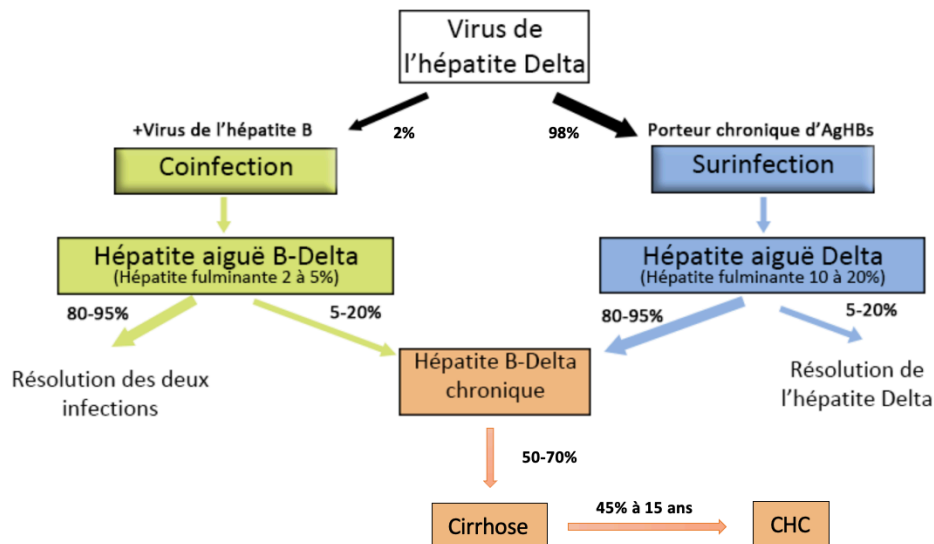 Virus de
l'hépatite Delta
+Virus de l'hépatite B
2%
98%
Porteur chronique d'AgHBs
Coinfection
Surinfection
Hépatite aiguë B-Delta
(Hépatite fulminante 2 à 5%)
Hépatite aiguë Delta
(Hépatite fulminante 10 à 20%)
80-95%
5-20%
80-95%
5-20%
Résolution des deux
infections
Hépatite B-Delta
chronique
Résolution de
l'hépatite Delta
50-70%
Cirrhose
45% à 15 ans
CHC